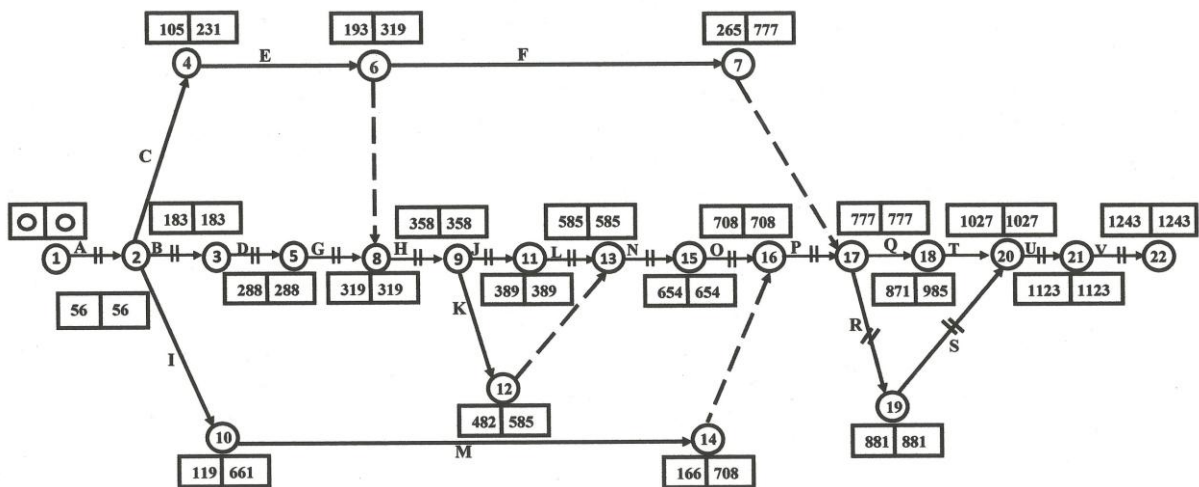 105 231
193 319
265 777
4
E
6
F
7
C
O O
183 183
358 358
585 585
708 708
777 777
1027 1027
1243 1243
1
A
2
B
3
D
5
G
8
H
9
J
11
L
13
N
15
O
16
P
17
Q
18
T
20
U
21
V
22
56 56
288 288
319 319
389 389
654 654
871 985
1123 1123
K
R
S
I
12
482 585
19
881 881
10
M
14
119 661
166 708